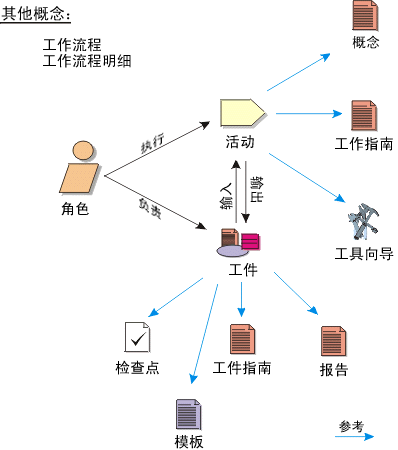 其他概念：
工作流程
工作流程明细
概念
执行
活动
工作指南
角色
负责
输入
输出
工具向导
工件
检查点
工件指南
报告
模板
参考